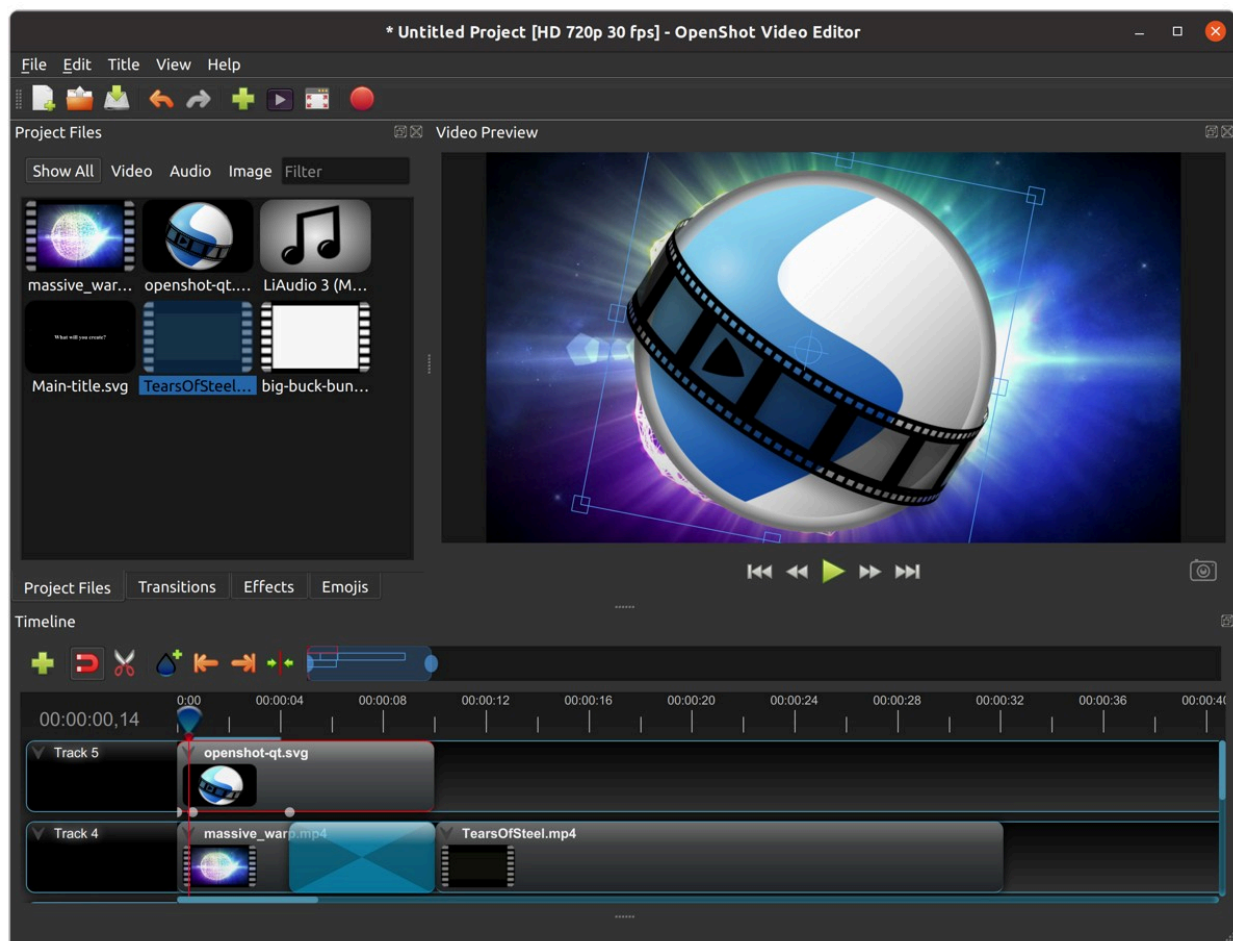 * Untitled Project [HD 720p 30 fps] - OpenShot Video Editor
File Edit Title View Help
Project Files
Video Preview
Show All Video Audio Image Filter
massive_war... openshot-qt.... LiAudio 3 (M...
What will you create?
Main-title.svg TearsOfSteel... big-buck-bun...
Project Files Transitions Effects Emojis
Timeline
0:00 00:00:04 00:00:08 00:00:12 00:00:16 00:00:20 00:00:24 00:00:28 00:00:32 00:00:36 00:00:40
00:00:00,14
Track 5 openshot-qt.svg
Track 4 massive_warp.mp4 TearsOfSteel.mp4